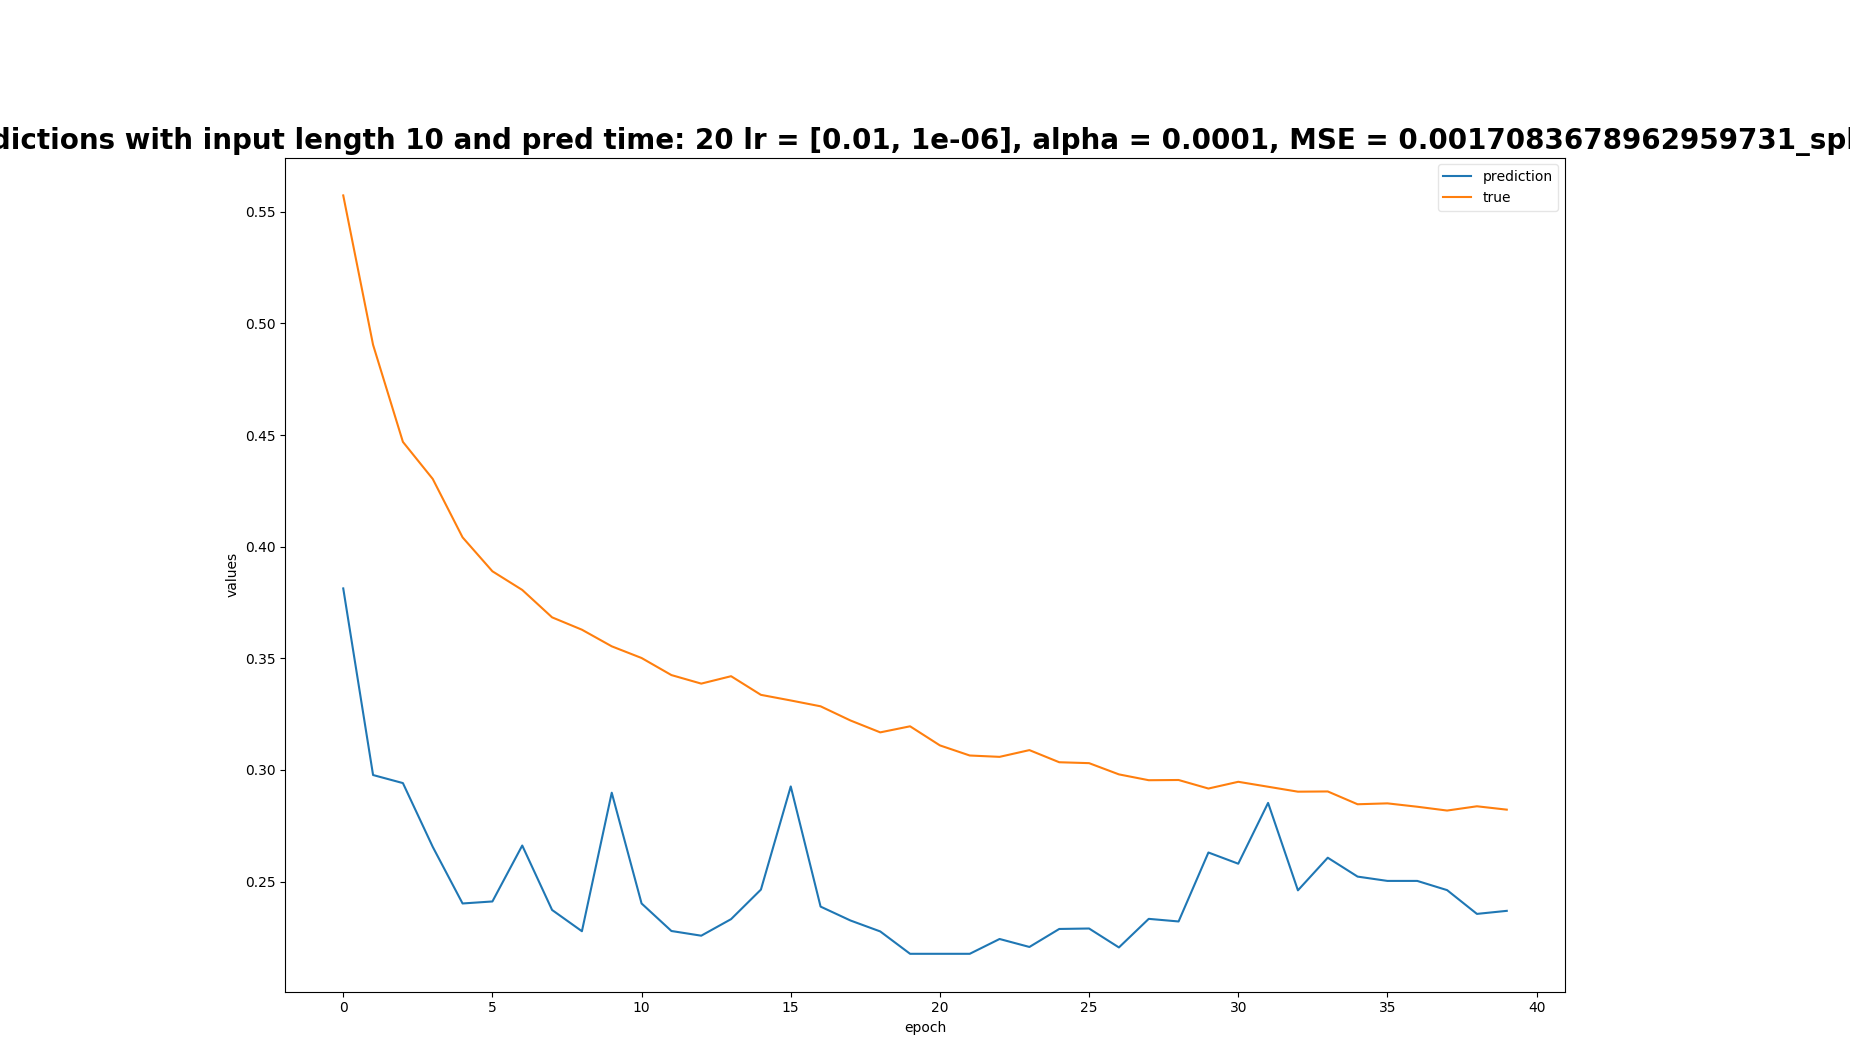 dictions with input length 10 and pred time: 20 lr = [0.01, 1e-06], alpha = 0.0001, MSE = 0.0017083678962959731_spl
prediction
true
0.55
0.50
0.45
0.40
0.35
0.30
0.25
values
0 5 10 15 20 25 30 35 40
epoch